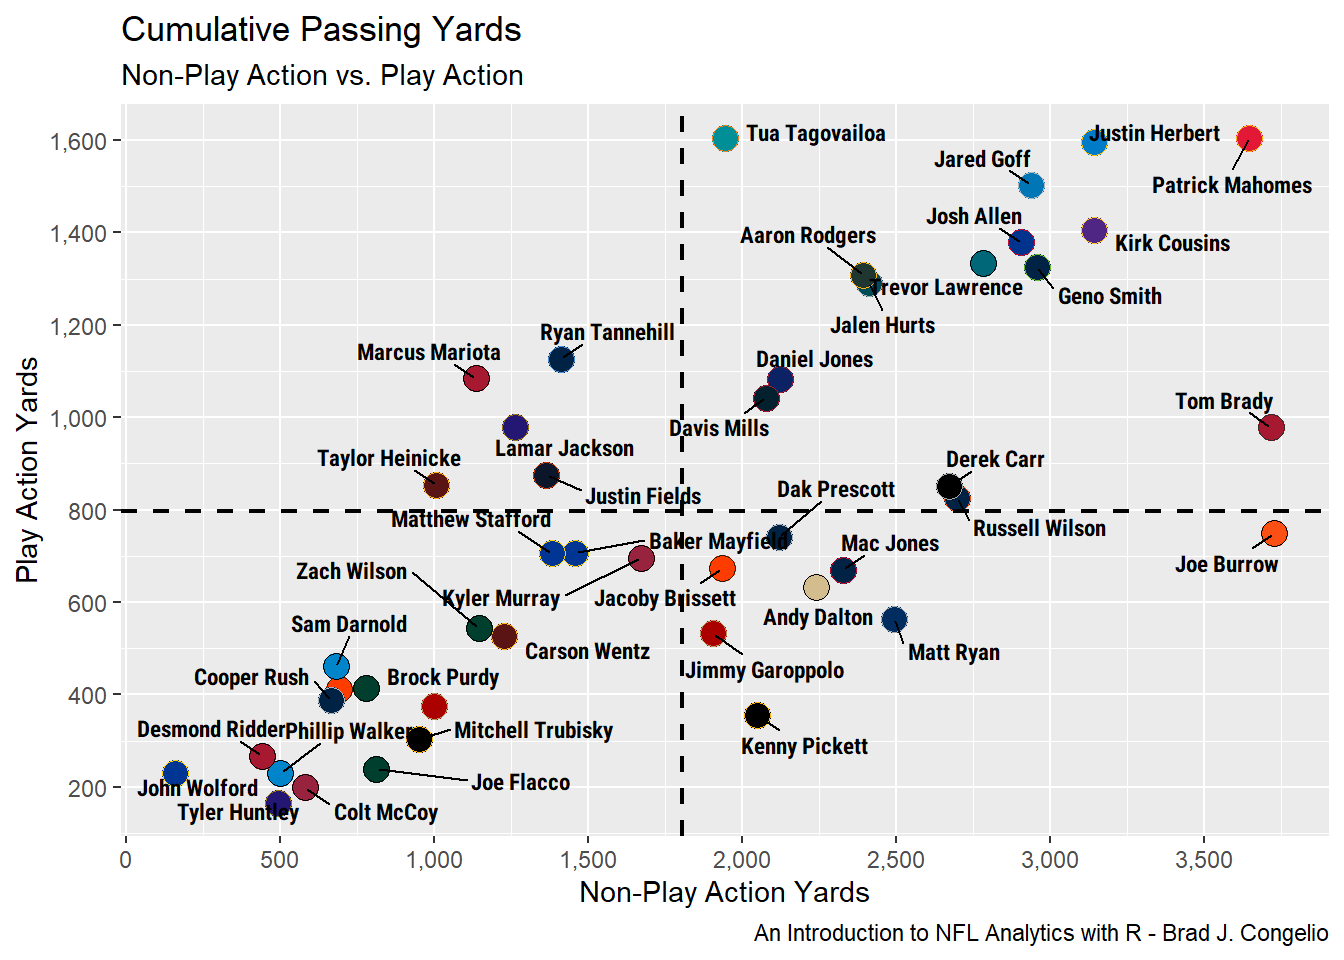 Cumulative Passing Yards
Non-Play Action vs. Play Action
Play Action Yards
1,600
1,400
1,200
1,000
800
600
400
200
Tua Tagovailoa
Justin Herbert
Jared Goff
Patrick Mahomes
Josh Allen
Aaron Rodgers
Kirk Cousins
Trevor Lawrence
Geno Smith
Jalen Hurts
Ryan Tannehill
Marcus Mariota
Daniel Jones
Tom Brady
Davis Mills
Lamar Jackson
Taylor Heinicke
Derek Carr
Justin Fields
Dak Prescott
Matthew Stafford
Russell Wilson
Baker Mayfield
Mac Jones
Joe Burrow
Zach Wilson
Kyler Murray
Jacoby Brissett
Andy Dalton
Sam Darnold
Carson Wentz
Matt Ryan
Jimmy Garoppolo
Cooper Rush
Brock Purdy
Desmond Ridder
Phillip Walker
Mitchell Trubisky
Kenny Pickett
John Wolford
Joe Flacco
Tyler Huntley
Colt McCoy
0
500
1,000
1,500
2,000
2,500
3,000
3,500
Non-Play Action Yards
An Introduction to NFL Analytics with R - Brad J. Congelio